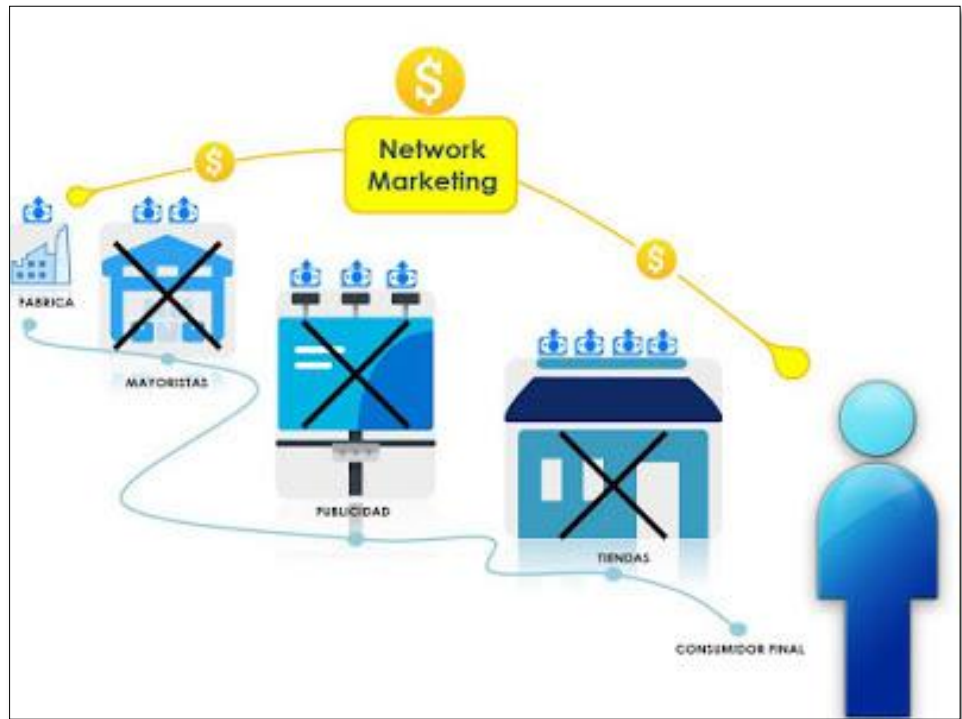 $
Network
Marketing
$
$
FABRICA
MAYORISTAS
PUBLICIDAD
TIENDAS
CONSUMIDOR FINAL